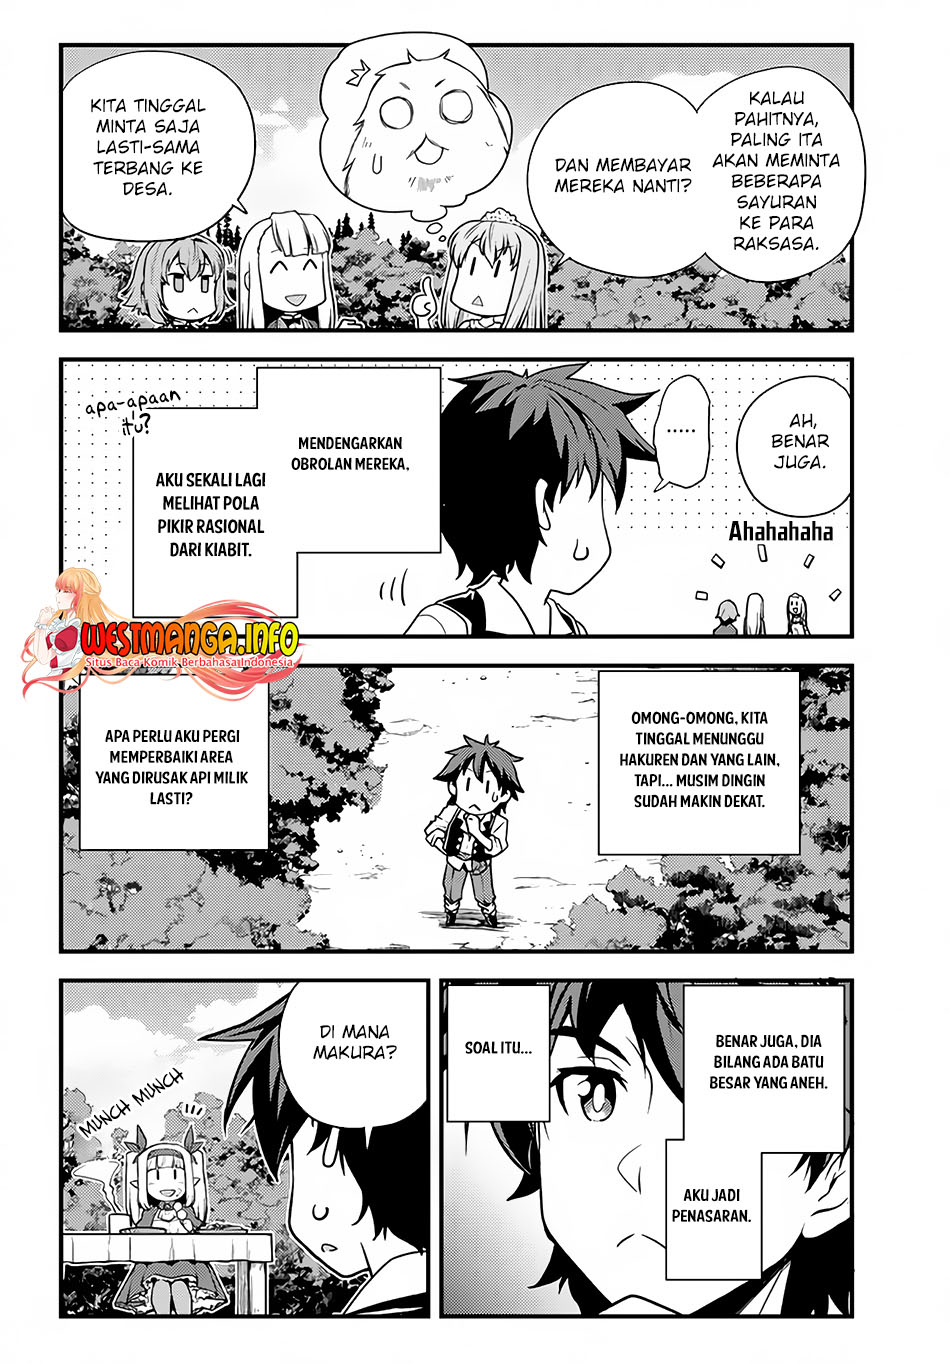 KALAU
PAHITNYA,
PALING ITA
AKAN MEMINTA
BEBERAPA
SAYURAN
KE PARA
RAKSASA.
DAN MEMBAYAR
MEREKA NANTI?
KITA TINGGAL
MINTA SAJA
LASTI-SAMA
TERBANG KE
DESA.
AH,
BENAR
JUGA.
Ahahahaha
.....
MENDENGARKAN
OBROLAN MEREKA,
AKU SEKALI LAGI
MELIHAT POLA
PIKIR RASIONAL
DARI KIABIT.
apa-apaan
itu?
WESTMANGA.INFO
Situs Baca Komik Berbahasa Indonesia
OMONG-OMONG, KITA
TINGGAL MENUNGGU
HAKUREN DAN YANG LAIN,
TAPI... MUSIM DINGIN
SUDAH MAKIN DEKAT.
APA PERLU AKU PERGI
MEMPERBAIKI AREA
YANG DIRUSAK API MILIK
LASTI?
BENAR JUGA, DIA
BILANG ADA BATU
BESAR YANG ANEH.
SOAL ITU...
AKU JADI
PENASARAN.
DI MANA
MAKURA?
MUNCH MUNCH